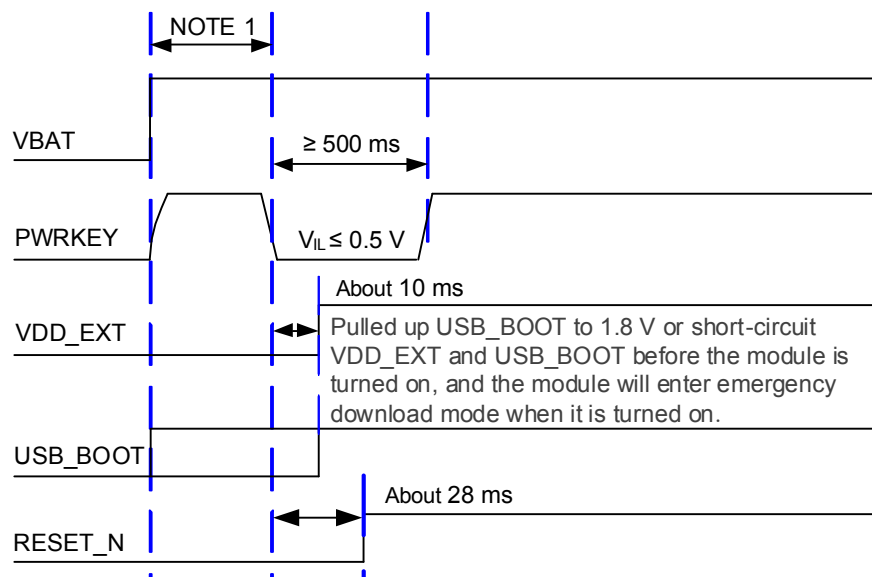 NOTE 1
VBAT
≥ 500 ms
PWRKEY
VIL ≤ 0.5 V
About 10 ms
VDD_EXT
Pulled up USB_BOOT to 1.8 V or short-circuit
VDD_EXT and USB_BOOT before the module is
turned on, and the module will enter emergency
download mode when it is turned on.
USB_BOOT
About 28 ms
RESET_N